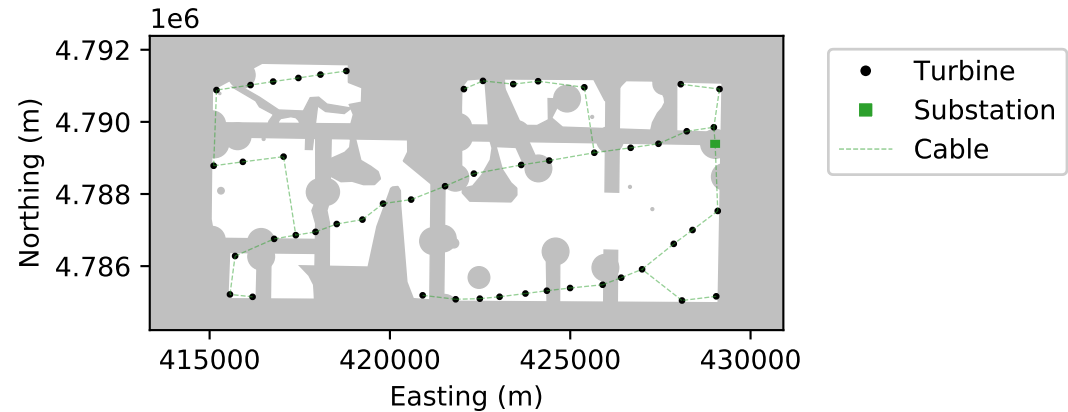 1e6
4.792
4.790
4.788
4.786
Northing (m)
415000 420000 425000 430000
Easting (m)
Turbine
Substation
Cable